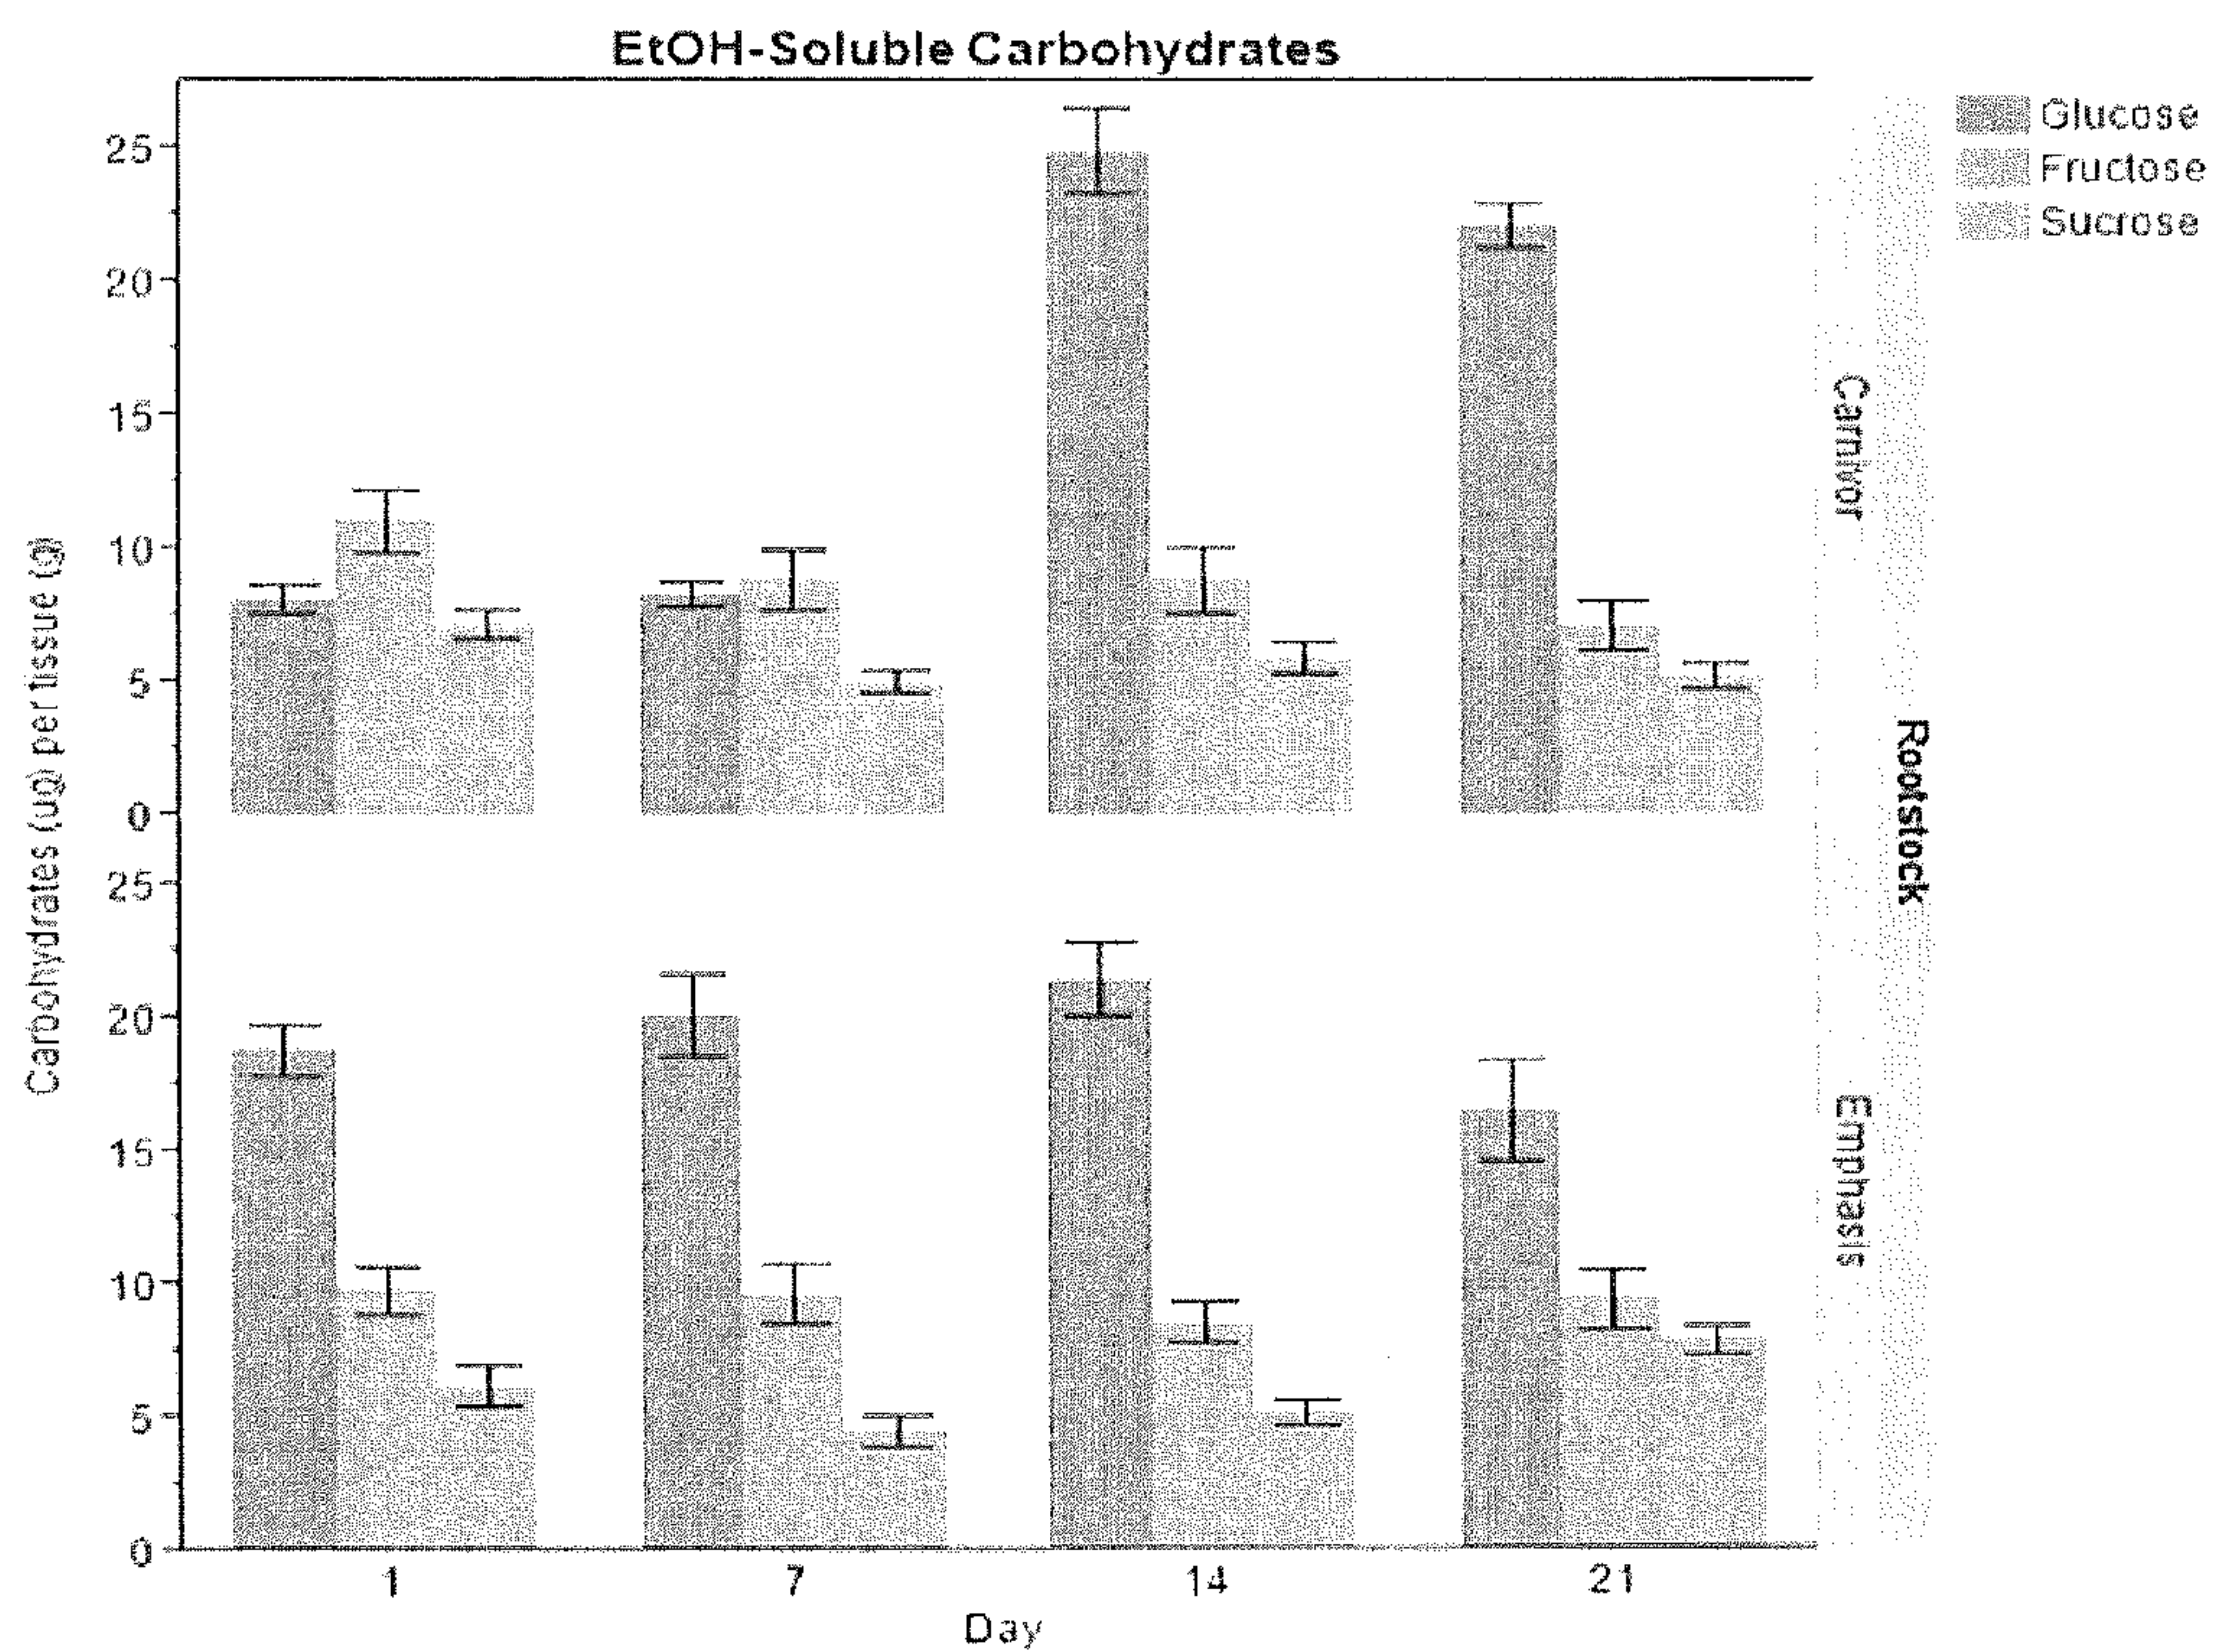 EtOH-Soluble Carbohydrates
Glucose
Fructose
Sucrose
Carbohydrates (ug) per tissue (g)
25
20
15
10
5
0
25
20
15
10
5
0
1
7
14
21
Day
Carnivor
Emphasis
Rootstock